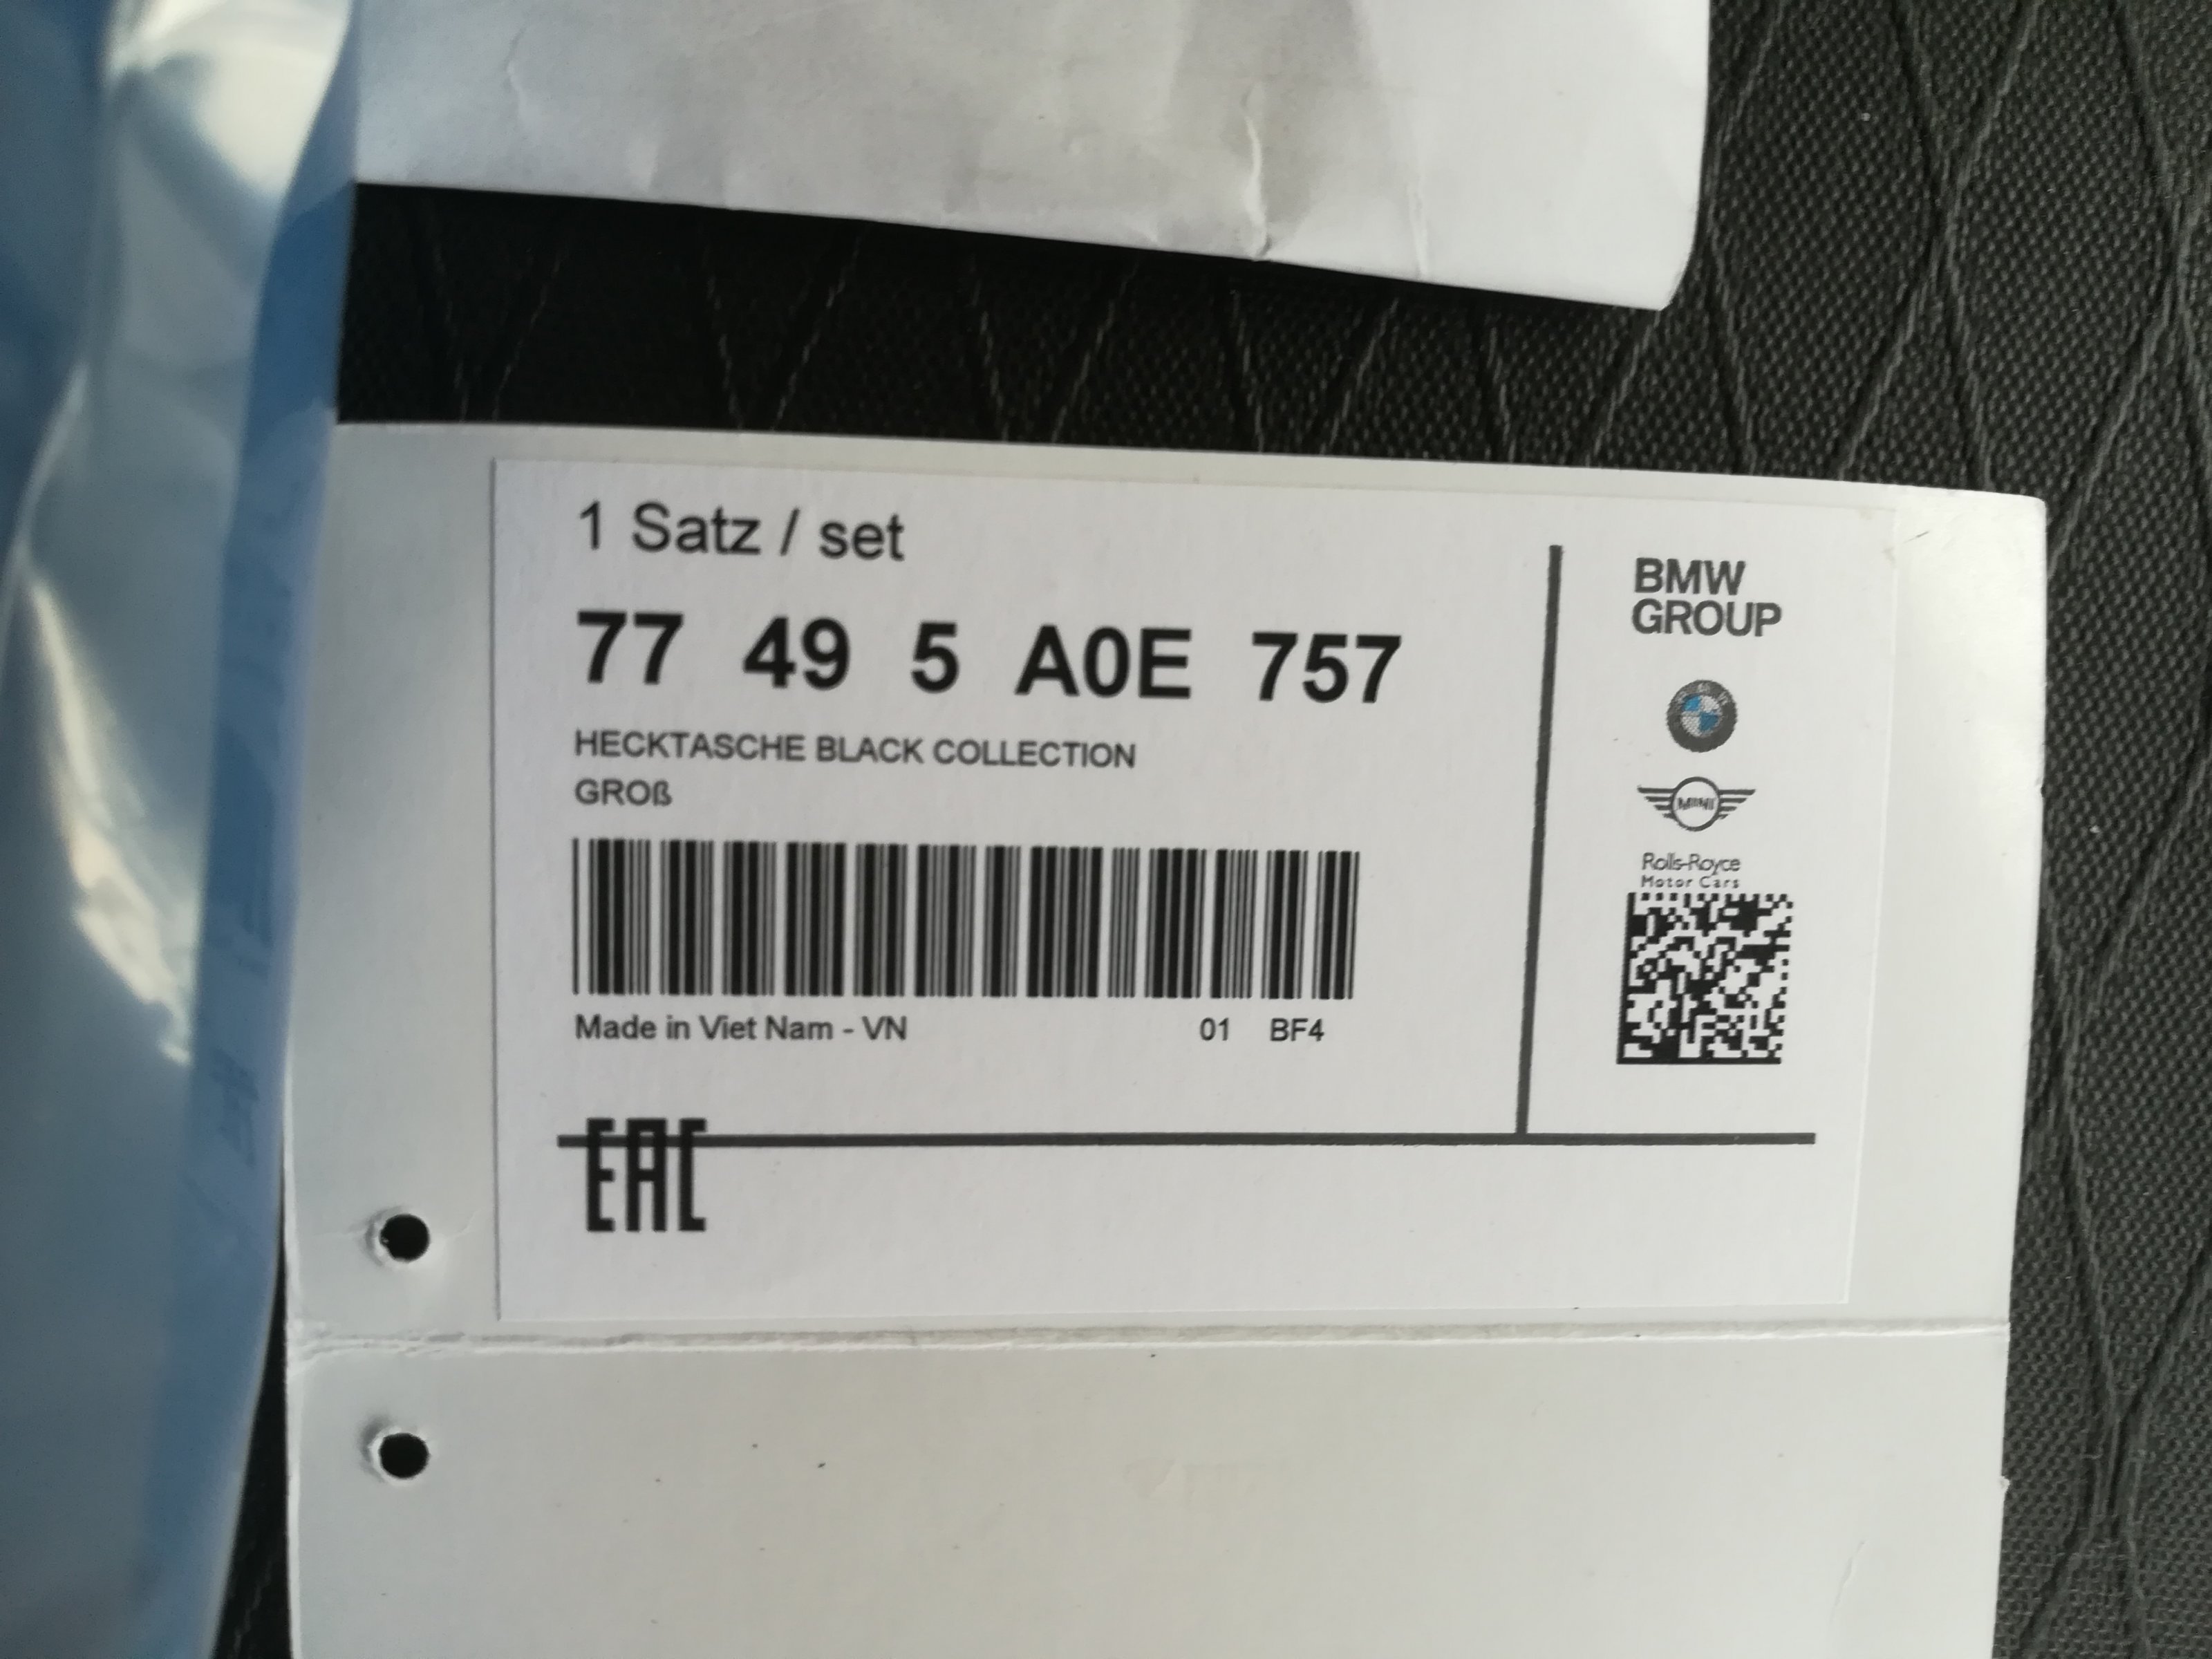 1 Satz / set
77 49 5 A0E 757
HECKTASCHE BLACK COLLECTION
GROß
Made in Viet Nam - VN 01 BF4
EAC
BMW
GROUP
MINI
Rolls-Royce
Motor Cars